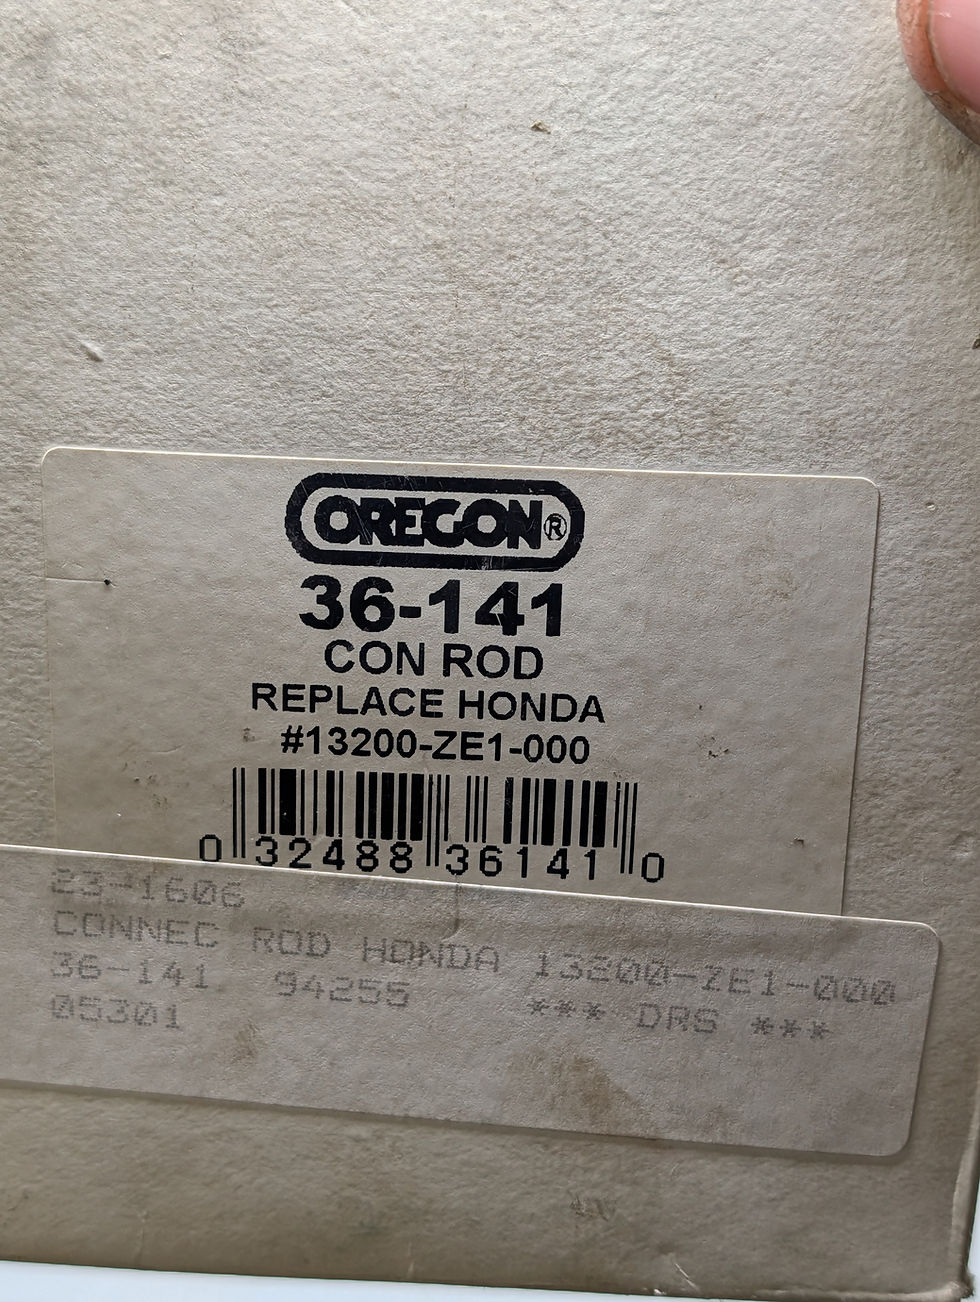 OREGON®
36-141
CON ROD
REPLACE HONDA
#13200-ZE1-000
0 32488 36141 0
23-1606
CONNEC ROD HONDA 13200-ZE1-000
36-141 94255 *** DRS ***
05301